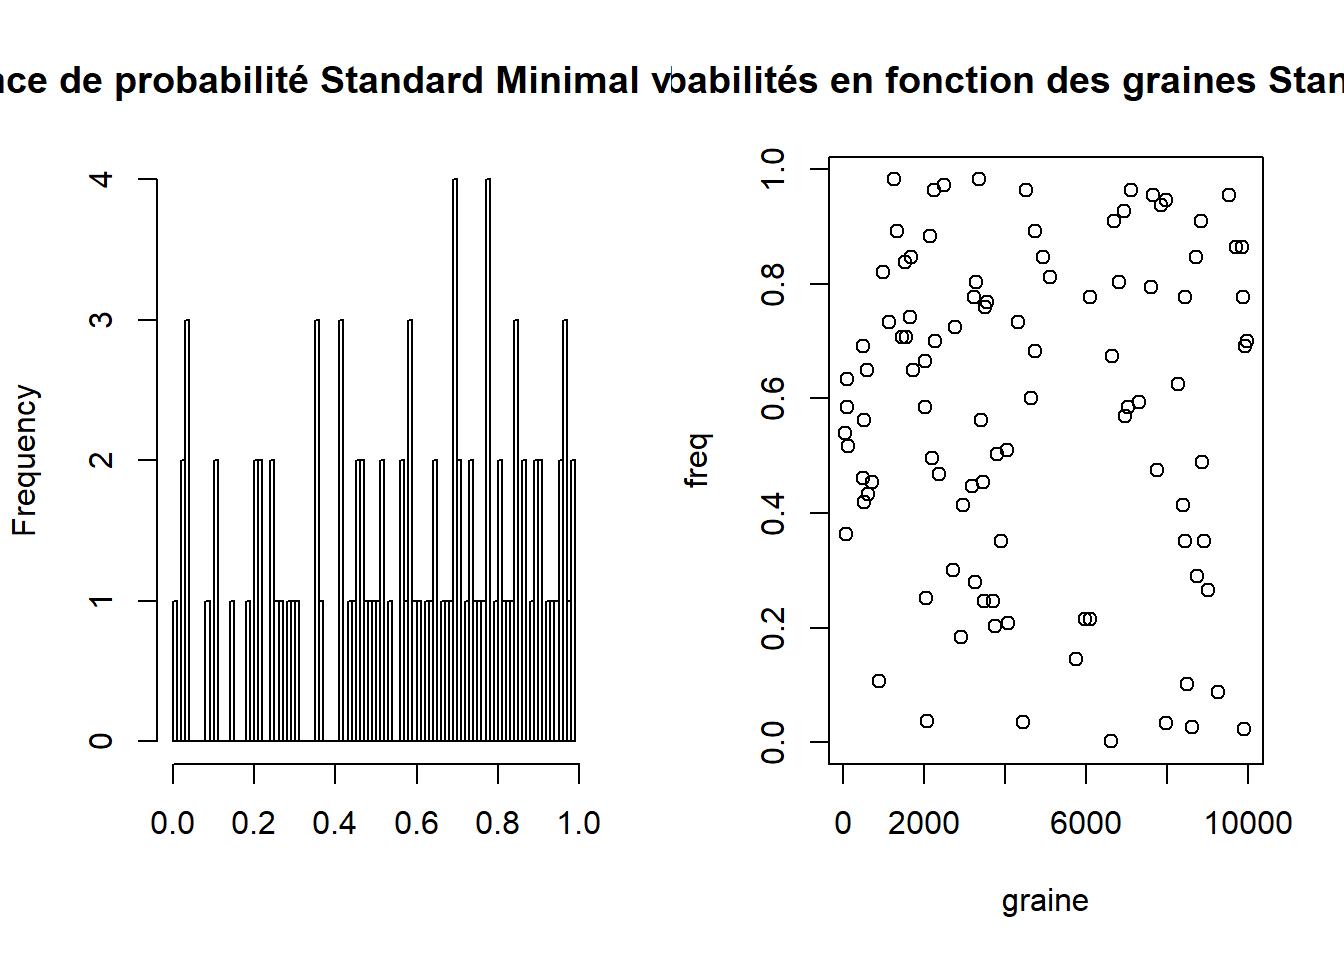 nce de probabilité Standard Minimal v
babilités en fonction des graines Stan
Frequency
4
3
2
1
0
0.0 0.2 0.4 0.6 0.8 1.0
freq
1.0
0.8
0.6
0.4
0.2
0.0
0 2000 6000 10000
graine